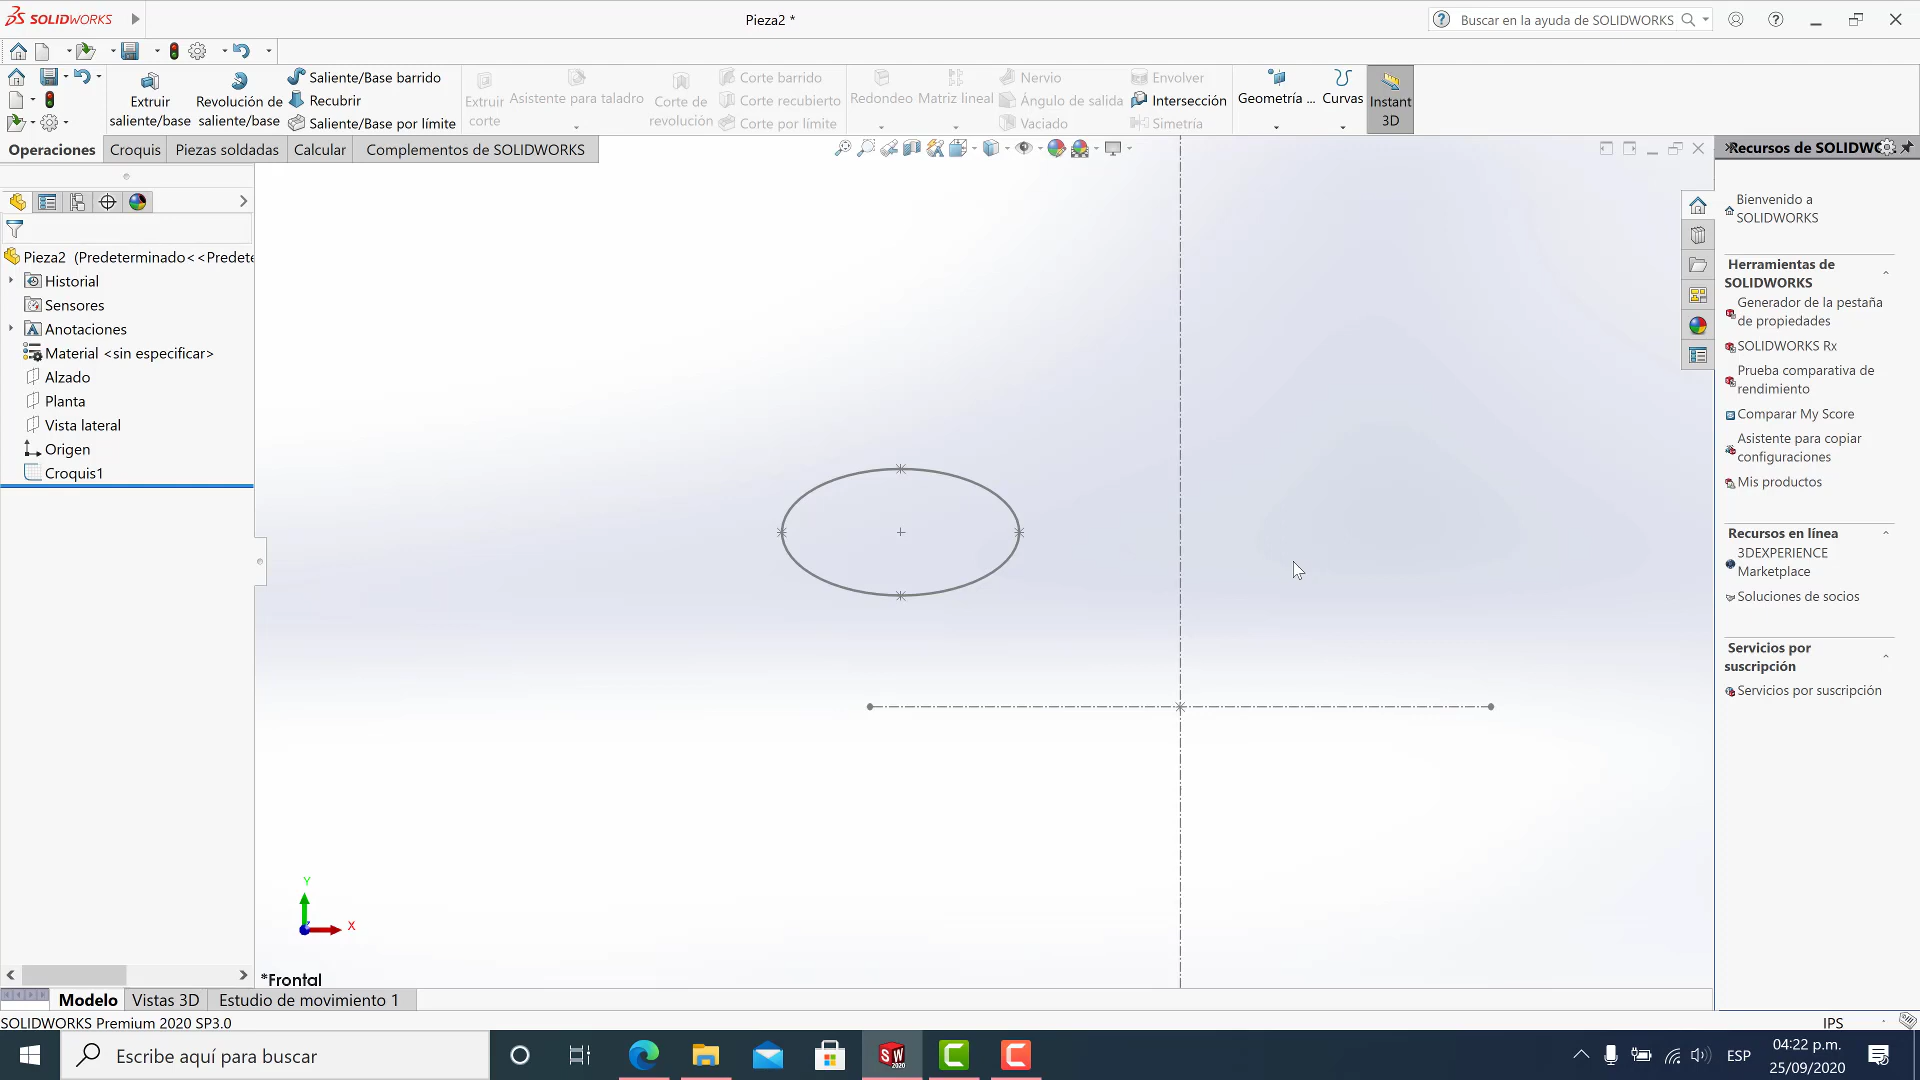 SOLIDWORKS
Pieza2 *
Buscar en la ayuda de SOLIDWORKS
Extruir
saliente/base
Revolución de
saliente/base
Saliente/Base barrido
Recubrir
Saliente/Base por límite
Extruir
corte
Asistente para taladro
Corte de
revolución
Corte barrido
Corte recubierto
Corte por límite
Redondeo
Matriz lineal
Nervio
Ángulo de salida
Vaciado
Envolver
Intersección
Simetría
Geometría ...
Curvas
Instant
3D
Operaciones
Croquis
Piezas soldadas
Calcular
Complementos de SOLIDWORKS
Pieza2 (Predeterminado<<Predete
Historial
Sensores
Anotaciones
Material <sin especificar>
Alzado
Planta
Vista lateral
Origen
Croquis1
Y
X
*Frontal
Recursos de SOLIDWO
Bienvenido a
SOLIDWORKS
Herramientas de
SOLIDWORKS
Generador de la pestaña
de propiedades
SOLIDWORKS Rx
Prueba comparativa de
rendimiento
Comparar My Score
Asistente para copiar
configuraciones
Mis productos
Recursos en línea
3DEXPERIENCE
Marketplace
Soluciones de socios
Servicios por
suscripción
Servicios por suscripción
Modelo
Vistas 3D
Estudio de movimiento 1
SOLIDWORKS Premium 2020 SP3.0
IPS
Escribe aquí para buscar
SW
2020
ESP
04:22 p.m.
25/09/2020